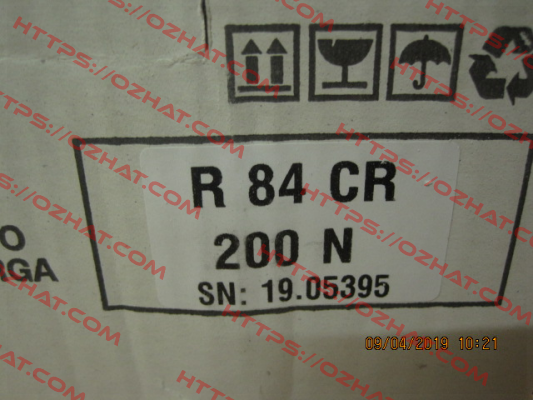 R 84 CR
200 N
SN: 19.05395
O
RGA
09/04/2019 10:21
HTTPS://OZHAT.COM